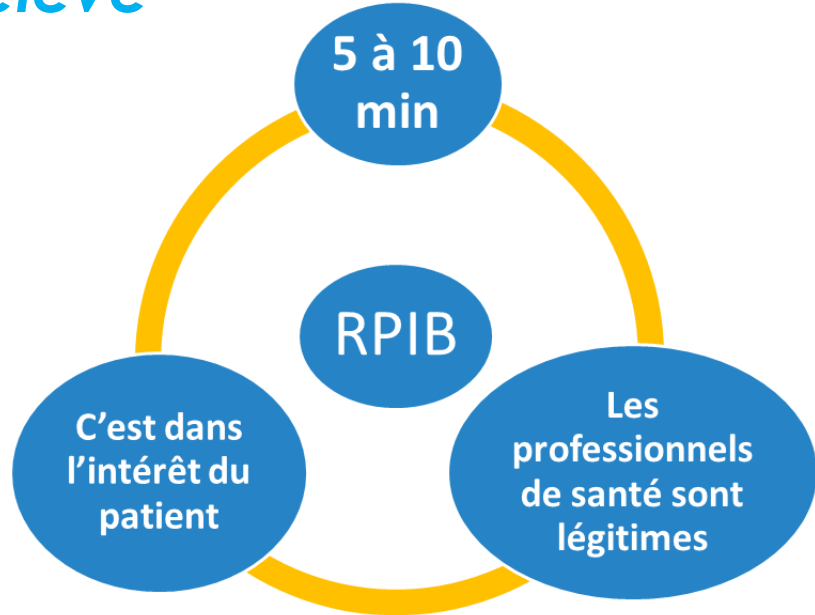 5 à 10
min
RPIB
C’est dans
l’intérêt du
patient
Les
professionnels
de santé sont
légitimes